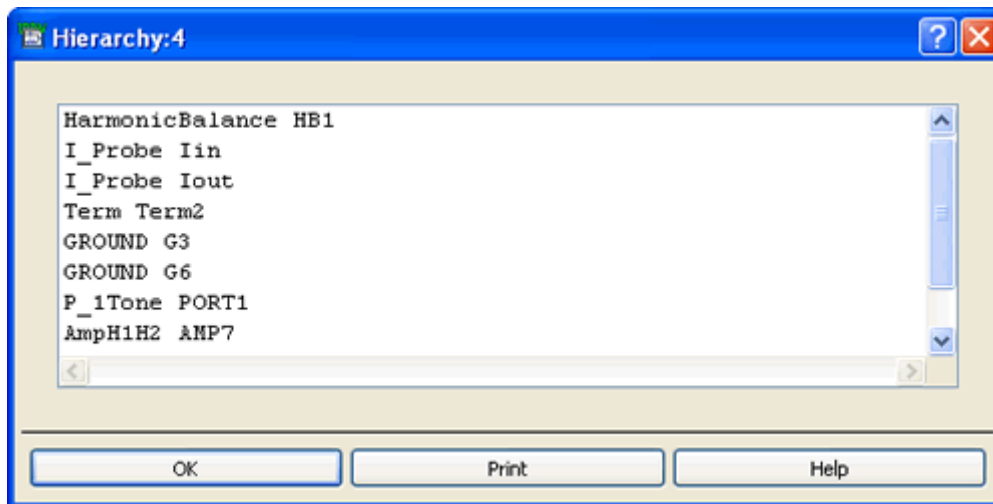 Hierarchy:4
HarmonicBalance HB1
I_Probe Iin
I_Probe Iout
Term Term2
GROUND G3
GROUND G6
P_1Tone PORT1
AmpH1H2 AMP7
OK
Print
Help